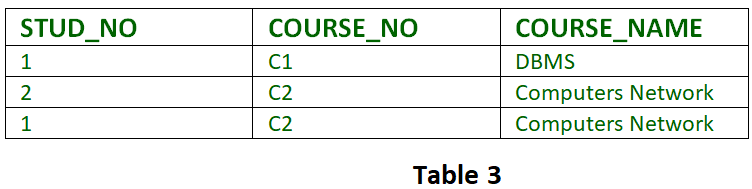 STUD_NO COURSE_NO COURSE_NAME
1 C1 DBMS
2 C2 Computers Network
1 C2 Computers Network
Table 3